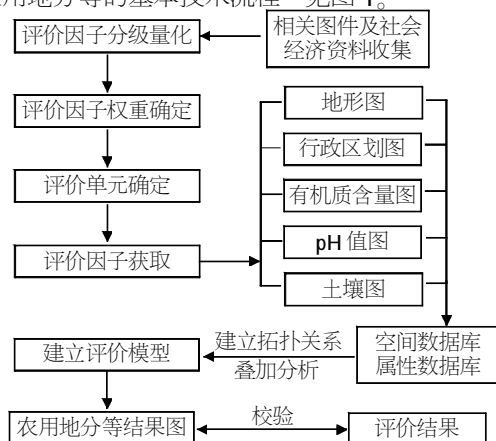 用地分等的基本技术流程 见图 1。
评价因子分级量化
相关图件及社会
经济资料收集
评价因子权重确定
评价单元确定
评价因子获取
地形图
行政区划图
有机质含量图
pH 值图
土壤图
建立评价模型
建立拓扑关系
叠加分析
空间数据库
属性数据库
农用地分等结果图
校验
评价结果